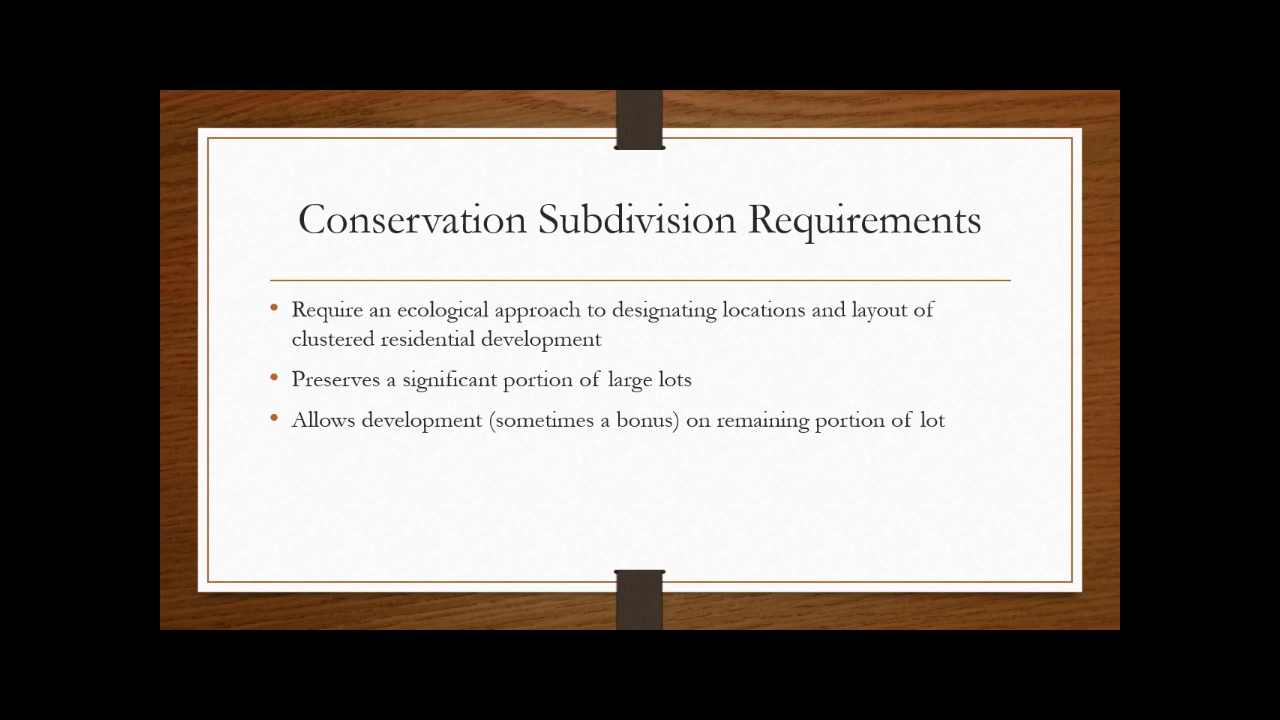 Conservation Subdivision Requirements
• Require an ecological approach to designating locations and layout of
clustered residential development
• Preserves a significant portion of large lots
• Allows development (sometimes a bonus) on remaining portion of lot